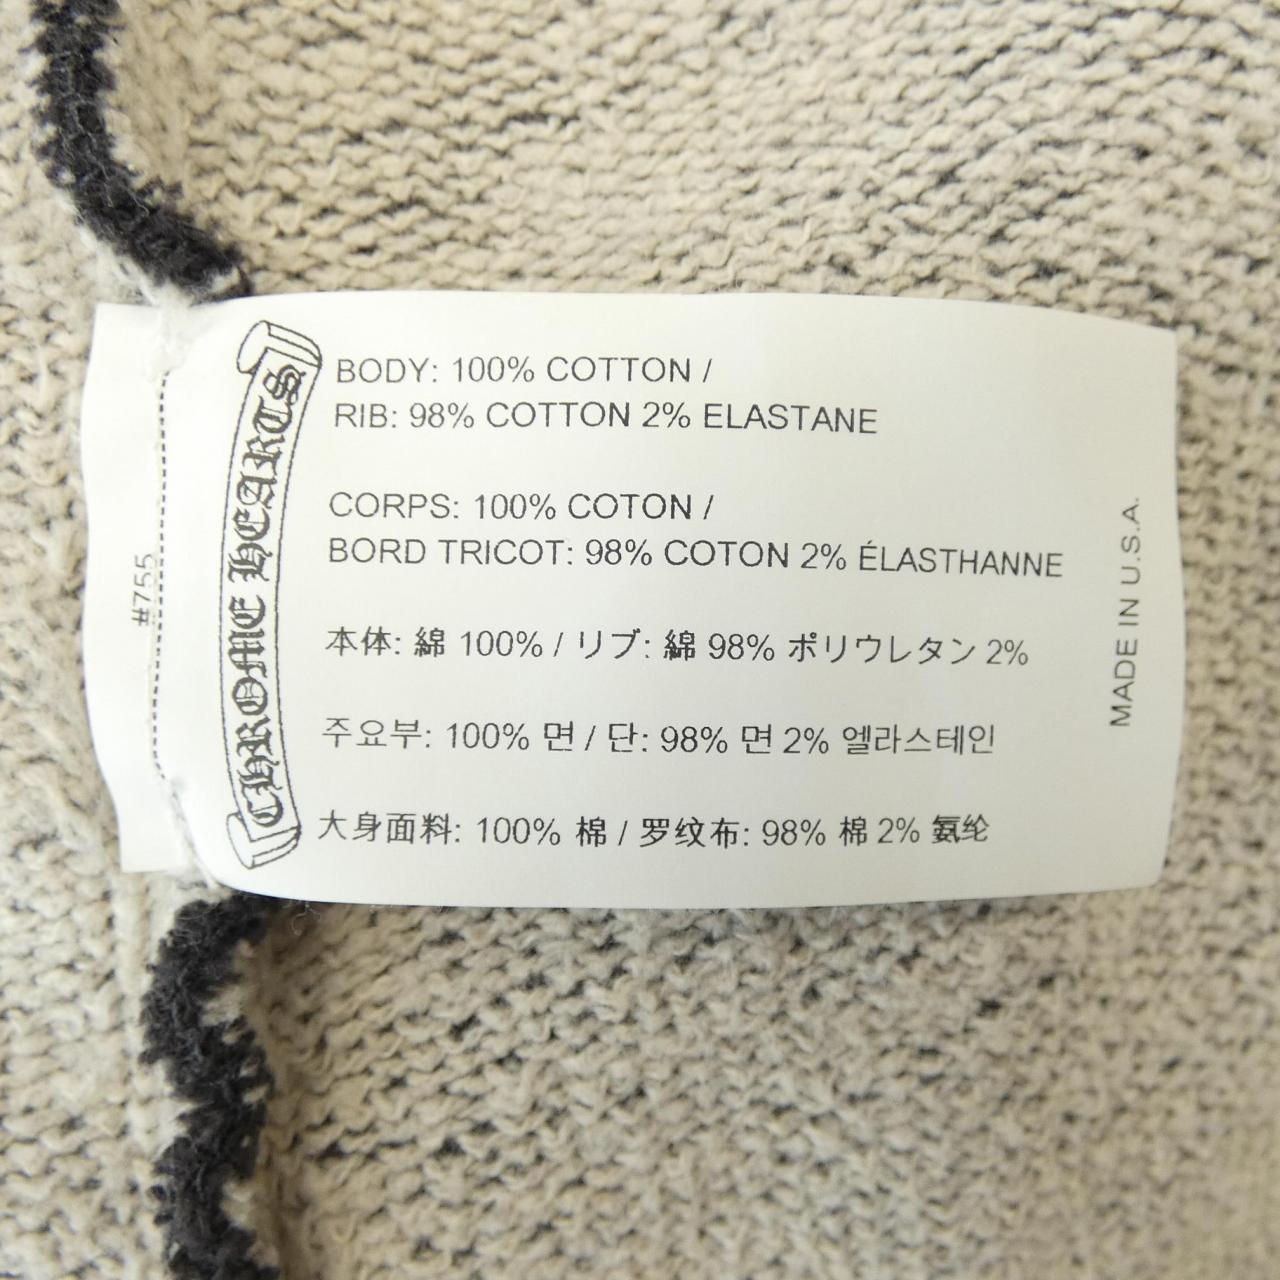 CHROME HEARTS
BODY: 100% COTTON /
RIB: 98% COTTON 2% ELASTANE
CORPS: 100% COTON /
BORD TRICOT: 98% COTON 2% ÉLASTHANNE
本体: 綿 100% / リブ: 綿 98% ポリウレタン 2%
주요부: 100% 면 / 단: 98% 면 2% 엘라스테인
大身面料: 100% 棉 / 罗纹布: 98% 棉 2% 氨纶
MADE IN U.S.A.
#755